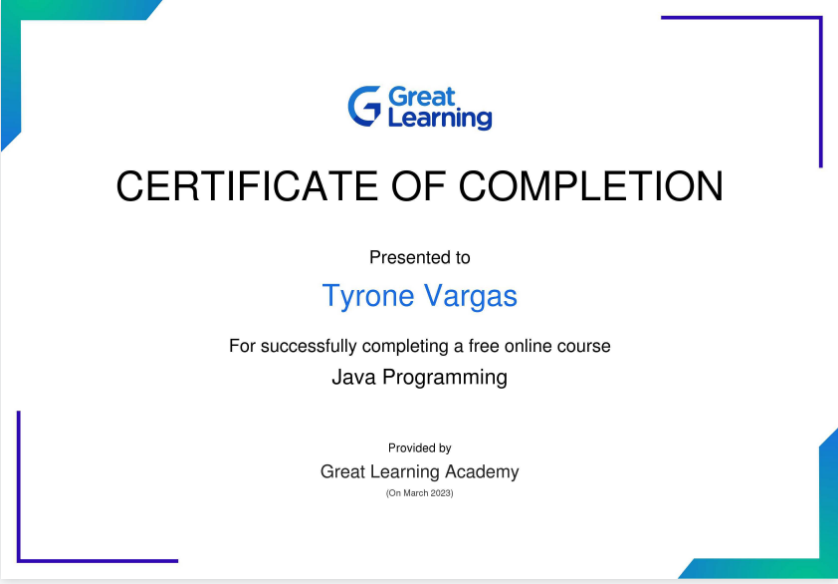 Great
Learning
CERTIFICATE OF COMPLETION
Presented to
Tyrone Vargas
For successfully completing a free online course
Java Programming
Provided by
Great Learning Academy
(On March 2023)